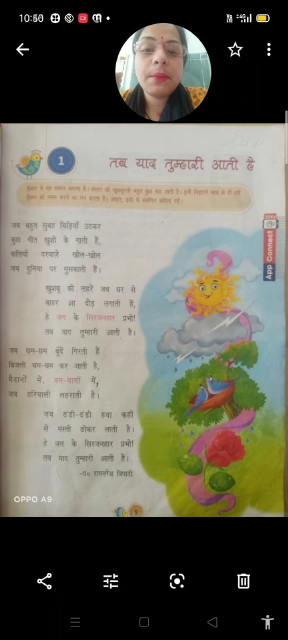 10:50
1
तब याद तुम्हारी आती है
App Connect
जब बहुत सुबह चिड़ियाँ उठकर
कुछ गीत खुशी के गाती हैं,
कलियाँ दरवाज़े खोल-खोल
जब दुनिया पर मुसकाती हैं।
खुशबू की लहरें जब घर से
बाहर आ दौड़ लगाती हैं,
हे जग के सिरजनहार प्रभो!
तब याद तुम्हारी आती है।
जब छम-छम बूँदें गिरती हैं
बिजली चम-चम कर जाती है,
मैदानों में, वन-बागों में,
जब हरियाली लहराती है।
जब ठंडी-ठंडी हवा कहीं
से मस्ती ढोकर लाती है।
हे जग के सिरजनहार प्रभो!
तब याद तुम्हारी आती है।
OPPO A9